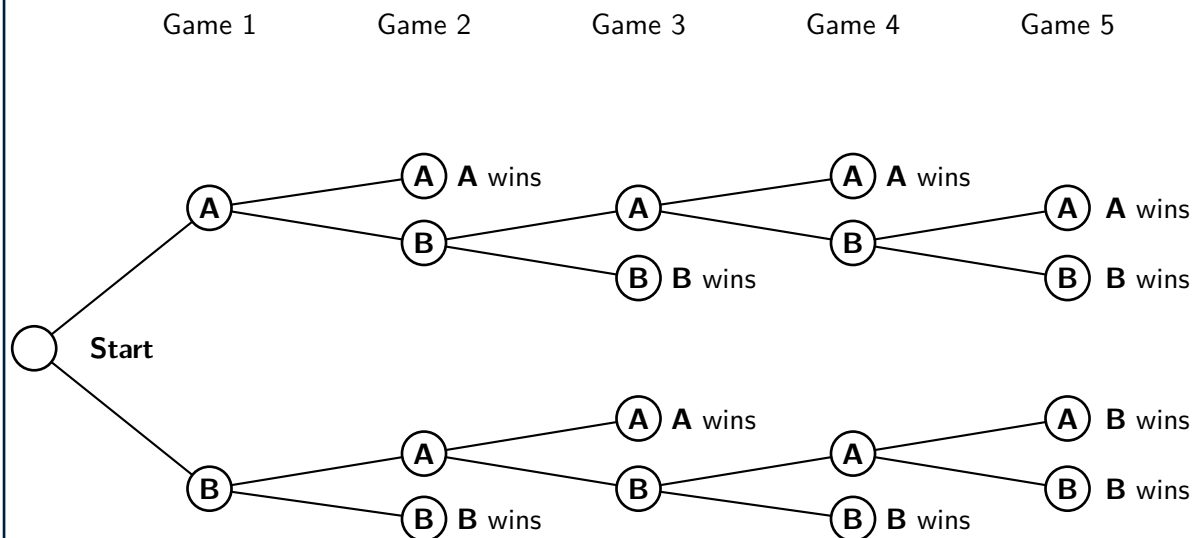 Game 1 Game 2 Game 3 Game 4 Game 5
A A wins A A wins
A A A A wins
B B
B B wins B B wins
Start
A A wins A B wins
A A
B B B B wins
B B wins B B wins